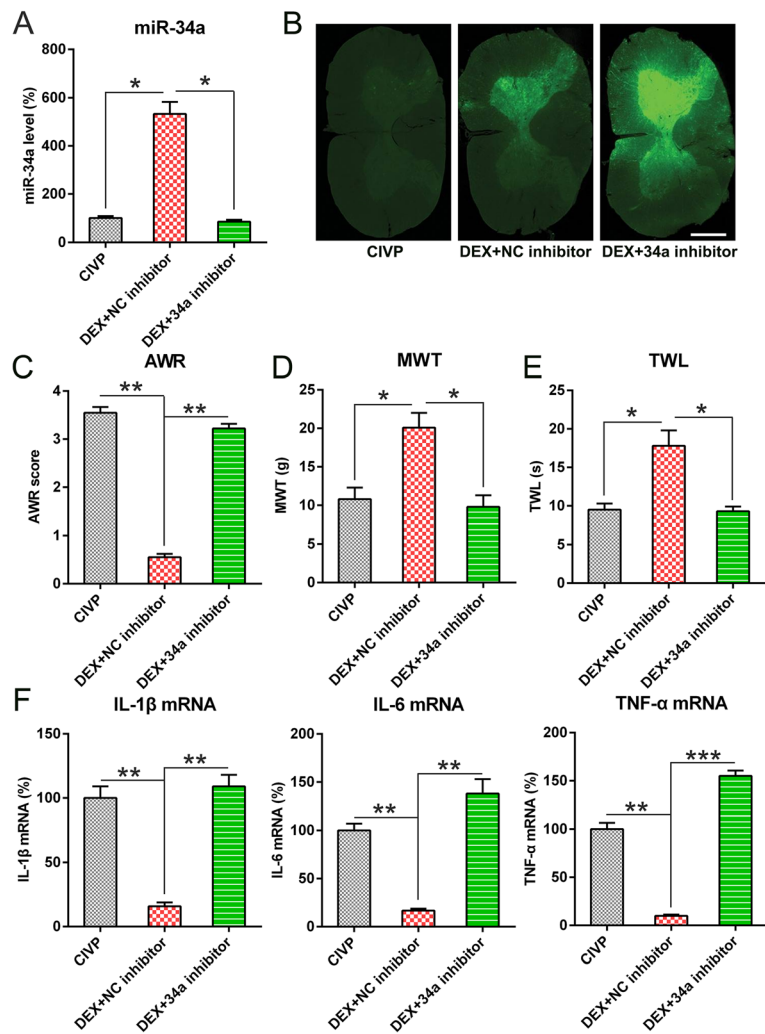 A
miR-34a
miR-34a level (%)
800
600
400
200
0
* *
CIVP
DEX+NC inhibitor
DEX+34a inhibitor
B
CIVP DEX+NC inhibitor DEX+34a inhibitor
C
AWR
AWR score
4
3
2
1
0
** **
CIVP
DEX+NC inhibitor
DEX+34a inhibitor
D
MWT
MWT (g)
25
20
15
10
5
0
* *
CIVP
DEX+NC inhibitor
DEX+34a inhibitor
E
TWL
TWL (s)
25
20
15
10
5
0
* *
CIVP
DEX+NC inhibitor
DEX+34a inhibitor
F
IL-1β mRNA
IL-1β mRNA (%)
150
100
50
0
** **
CIVP
DEX+NC inhibitor
DEX+34a inhibitor
IL-6 mRNA
IL-6 mRNA (%)
200
150
100
50
0
** **
CIVP
DEX+NC inhibitor
DEX+34a inhibitor
TNF-α mRNA
TNF-α mRNA (%)
200
150
100
50
0
** ***
CIVP
DEX+NC inhibitor
DEX+34a inhibitor